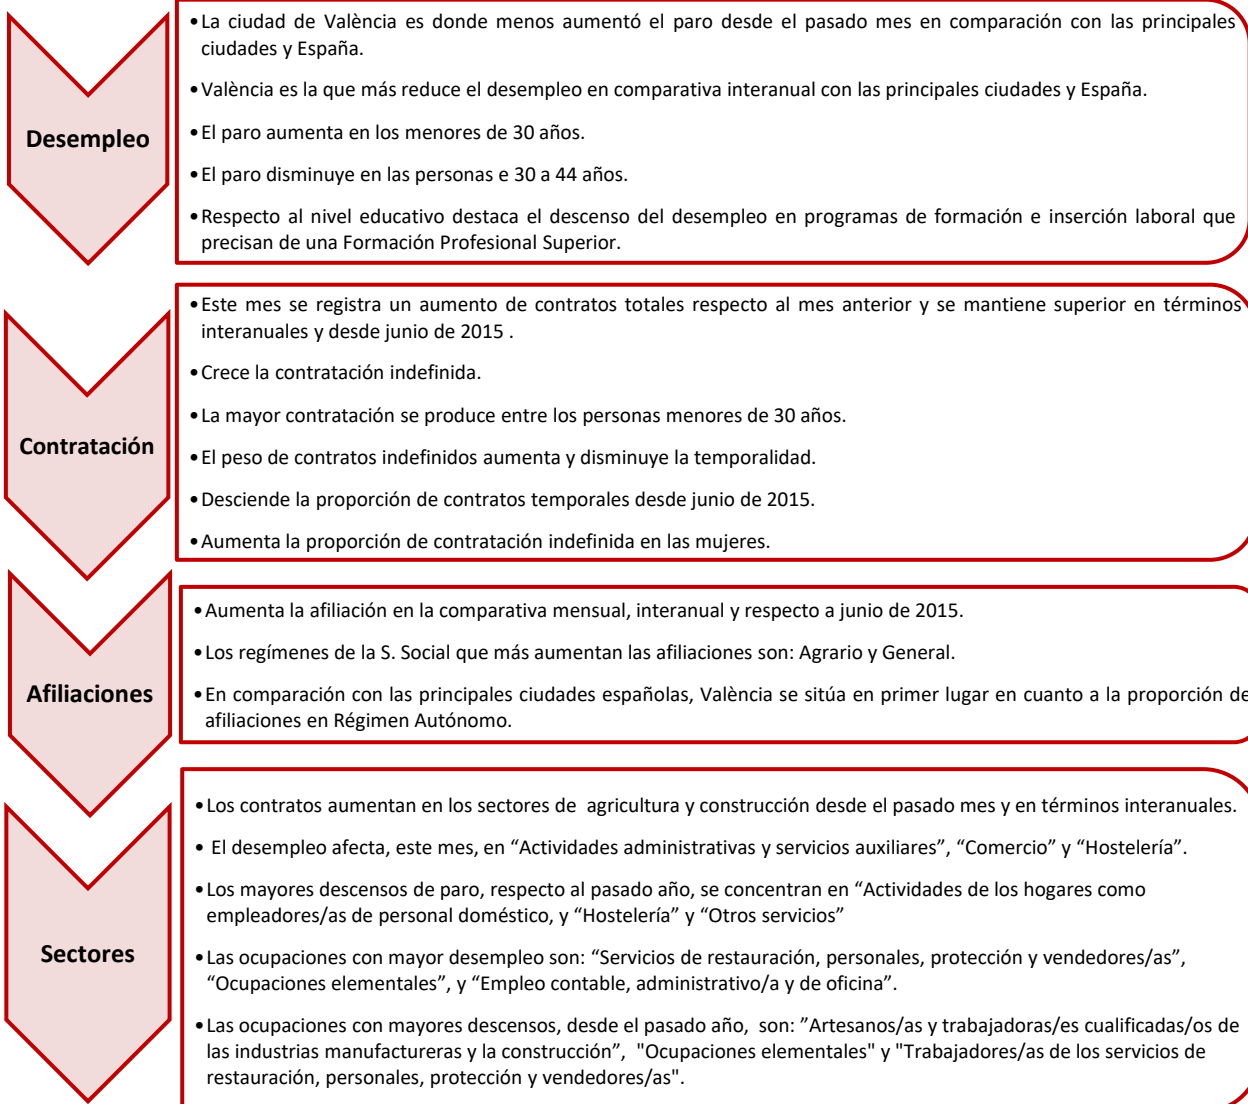 Desempleo
•La ciudad de València es donde menos aumentó el paro desde el pasado mes en comparación con las principales
ciudades y España.
•València es la que más reduce el desempleo en comparativa interanual con las principales ciudades y España.
•El paro aumenta en los menores de 30 años.
•El paro disminuye en las personas e 30 a 44 años.
•Respecto al nivel educativo destaca el descenso del desempleo en programas de formación e inserción laboral que
precisan de una Formación Profesional Superior.
Contratación
•Este mes se registra un aumento de contratos totales respecto al mes anterior y se mantiene superior en términos
interanuales y desde junio de 2015 .
•Crece la contratación indefinida.
•La mayor contratación se produce entre los personas menores de 30 años.
•El peso de contratos indefinidos aumenta y disminuye la temporalidad.
•Desciende la proporción de contratos temporales desde junio de 2015.
•Aumenta la proporción de contratación indefinida en las mujeres.
Afiliaciones
•Aumenta la afiliación en la comparativa mensual, interanual y respecto a junio de 2015.
•Los regímenes de la S. Social que más aumentan las afiliaciones son: Agrario y General.
•En comparación con las principales ciudades españolas, València se sitúa en primer lugar en cuanto a la proporción de
afiliaciones en Régimen Autónomo.
Sectores
•Los contratos aumentan en los sectores de  agricultura y construcción desde el pasado mes y en términos interanuales.
• El desempleo afecta, este mes, en “Actividades administrativas y servicios auxiliares”, “Comercio” y “Hostelería”.
•Los mayores descensos de paro, respecto al pasado año, se concentran en “Actividades de los hogares como
empleadores/as de personal doméstico, y “Hostelería” y “Otros servicios”
•Las ocupaciones con mayor desempleo son: “Servicios de restauración, personales, protección y vendedores/as”,
“Ocupaciones elementales”, y “Empleo contable, administrativo/a y de oficina”.
•Las ocupaciones con mayores descensos, desde el pasado año,  son: ”Artesanos/as y trabajadoras/es cualificadas/os de
las industrias manufactureras y la construcción”,  "Ocupaciones elementales" y "Trabajadores/as de los servicios de
restauración, personales, protección y vendedores/as".